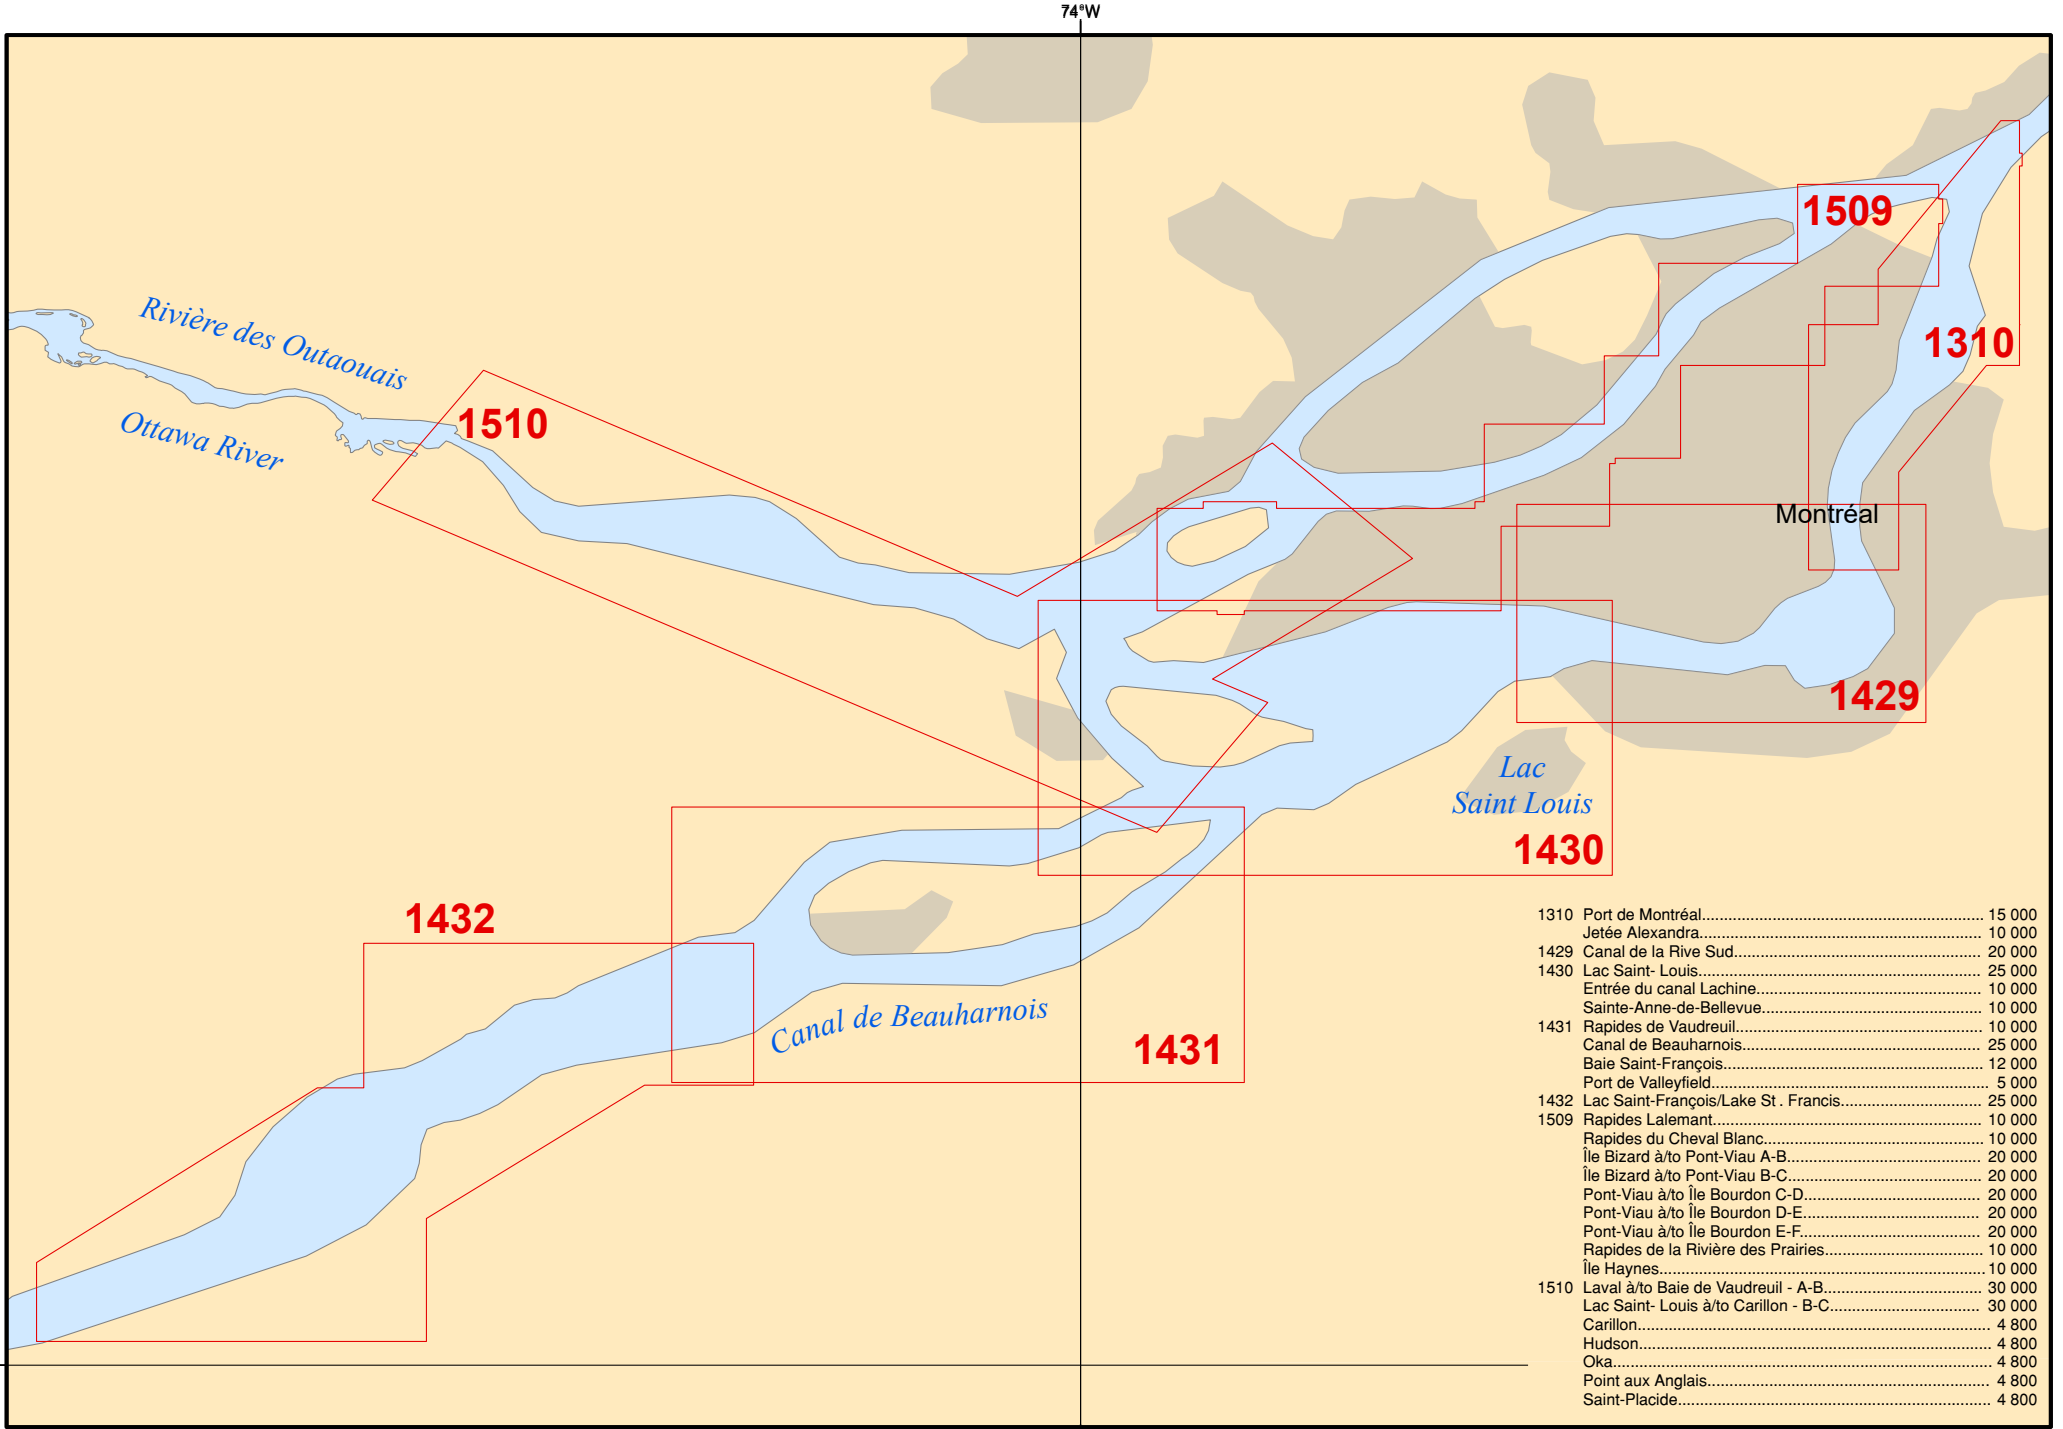 74°W
1509
Rivière des Outaouais
1310
1510
Ottawa River
Montréal
1429
Lac
Saint Louis
1430
1432
Canal de Beauharnois
1431
1310 Port de Montréal 15 000
Jetée Alexandra 10 000
1429 Canal de la Rive Sud 20 000
1430 Lac Saint- Louis 25 000
Entrée du canal Lachine 10 000
Sainte-Anne-de-Bellevue 10 000
1431 Rapides de Vaudreuil 10 000
Canal de Beauharnois 25 000
Baie Saint-François 12 000
Port de Valleyfield 5 000
1432 Lac Saint-François/Lake St . Francis 25 000
1509 Rapides Lalemant 10 000
Rapides du Cheval Blanc 10 000
Île Bizard à/to Pont-Viau A-B 20 000
Île Bizard à/to Pont-Viau B-C 20 000
Pont-Viau à/to Île Bourdon C-D 20 000
Pont-Viau à/to Île Bourdon D-E 20 000
Pont-Viau à/to Île Bourdon E-F 20 000
Rapides de la Rivière des Prairies 10 000
Île Haynes 10 000
1510 Laval à/to Baie de Vaudreuil - A-B 30 000
Lac Saint- Louis à/to Carillon - B-C 30 000
Carillon 4 800
Hudson 4 800
Oka 4 800
Point aux Anglais 4 800
Saint-Placide 4 800